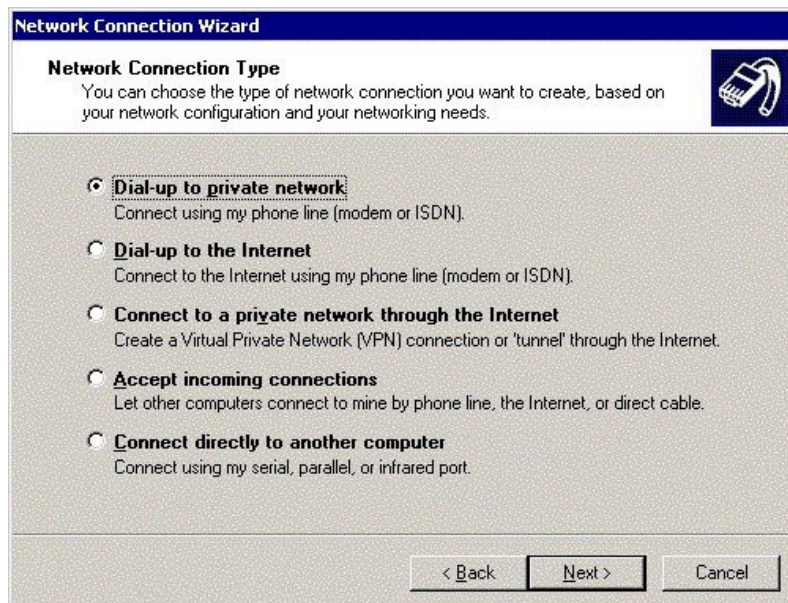 Network Connection Wizard
Network Connection Type
You can choose the type of network connection you want to create, based on
your network configuration and your networking needs.
Dial-up to private network
Connect using my phone line (modem or ISDN).
Dial-up to the Internet
Connect to the Internet using my phone line (modem or ISDN).
Connect to a private network through the Internet
Create a Virtual Private Network (VPN) connection or 'tunnel' through the Internet.
Accept incoming connections
Let other computers connect to mine by phone line, the Internet, or direct cable.
Connect directly to another computer
Connect using my serial, parallel, or infrared port.
< Back Next > Cancel